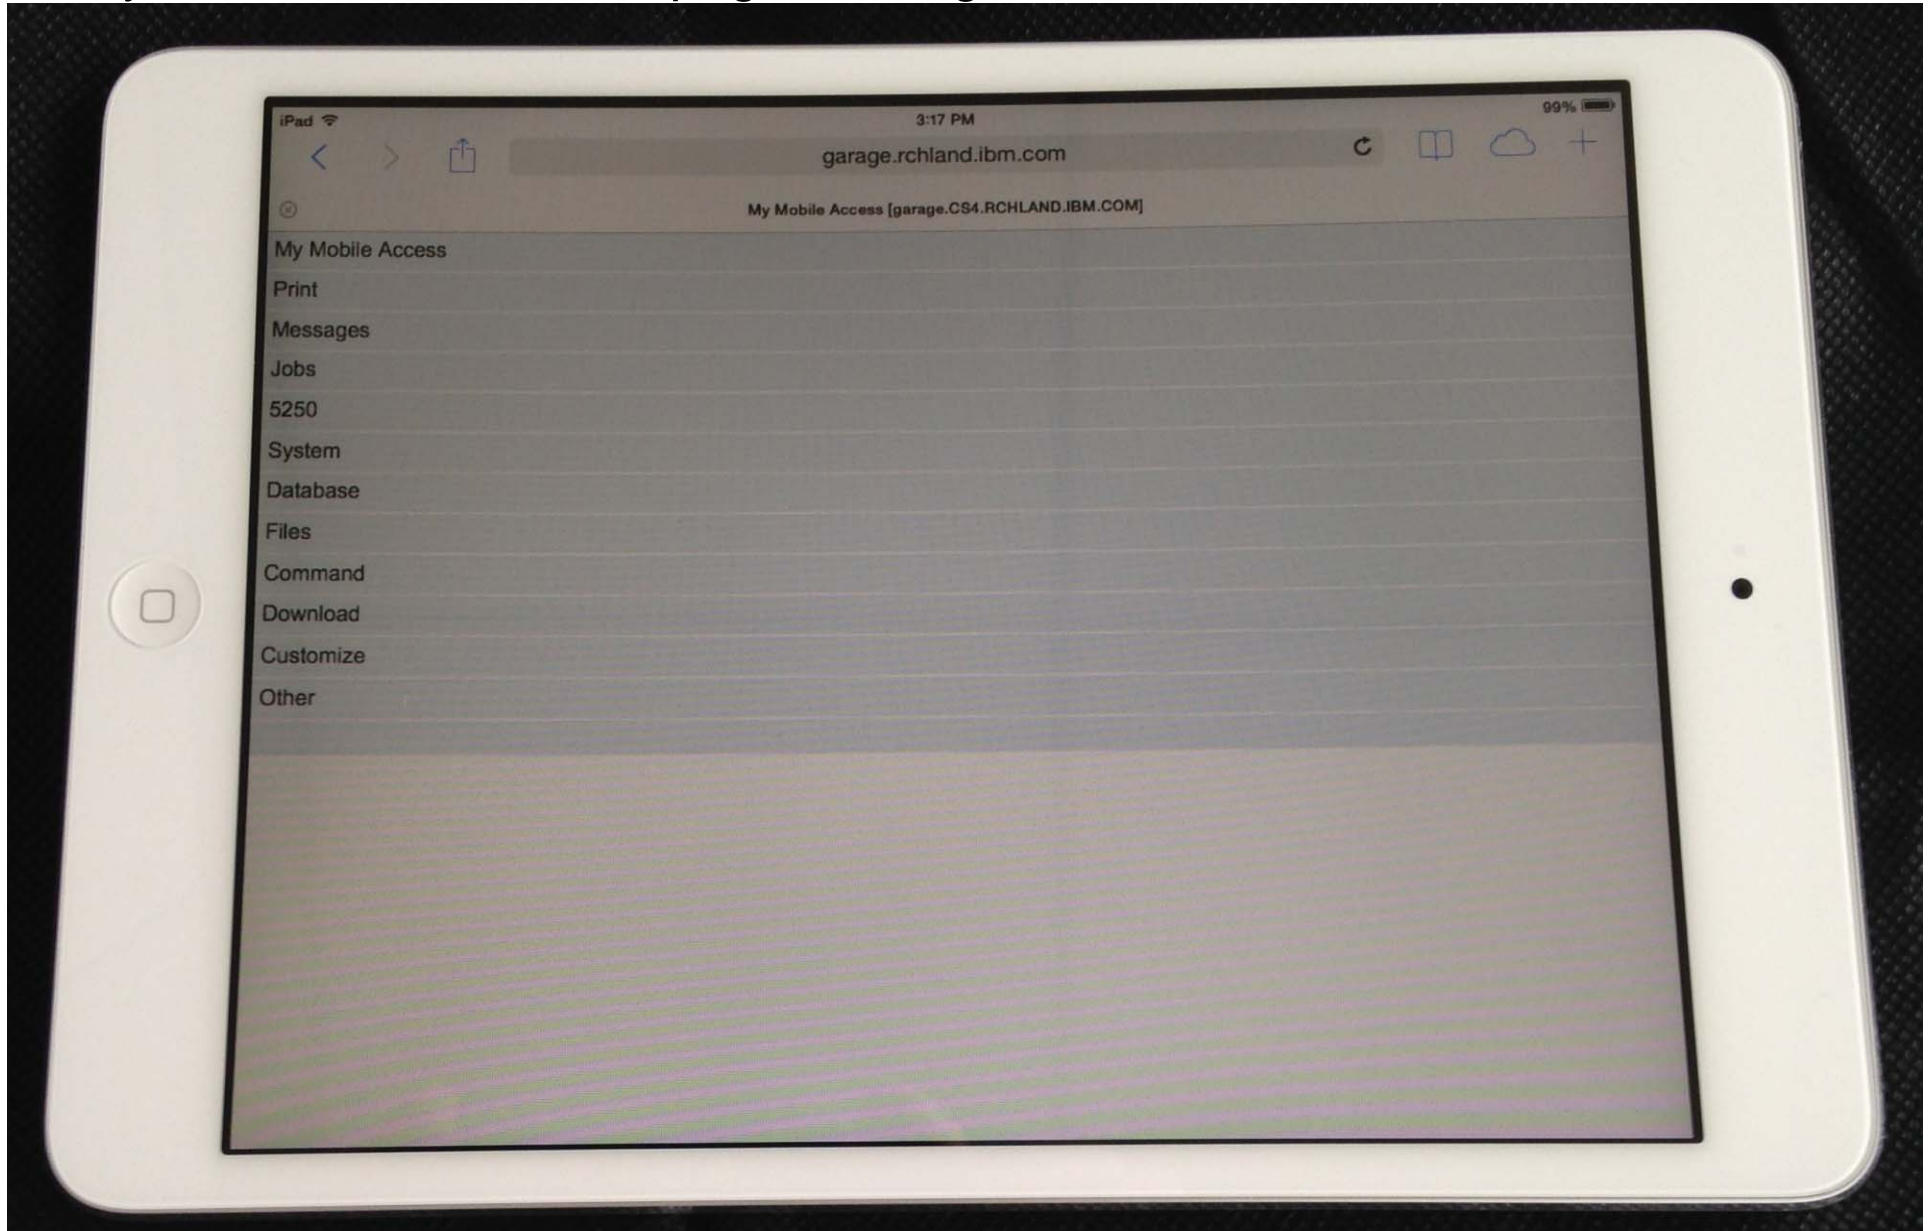 iPad 3:17 PM 99%
garage.rchland.ibm.com
My Mobile Access [garage.CS4.RCHLAND.IBM.COM]
My Mobile Access
Print
Messages
Jobs
5250
System
Database
Files
Command
Download
Customize
Other